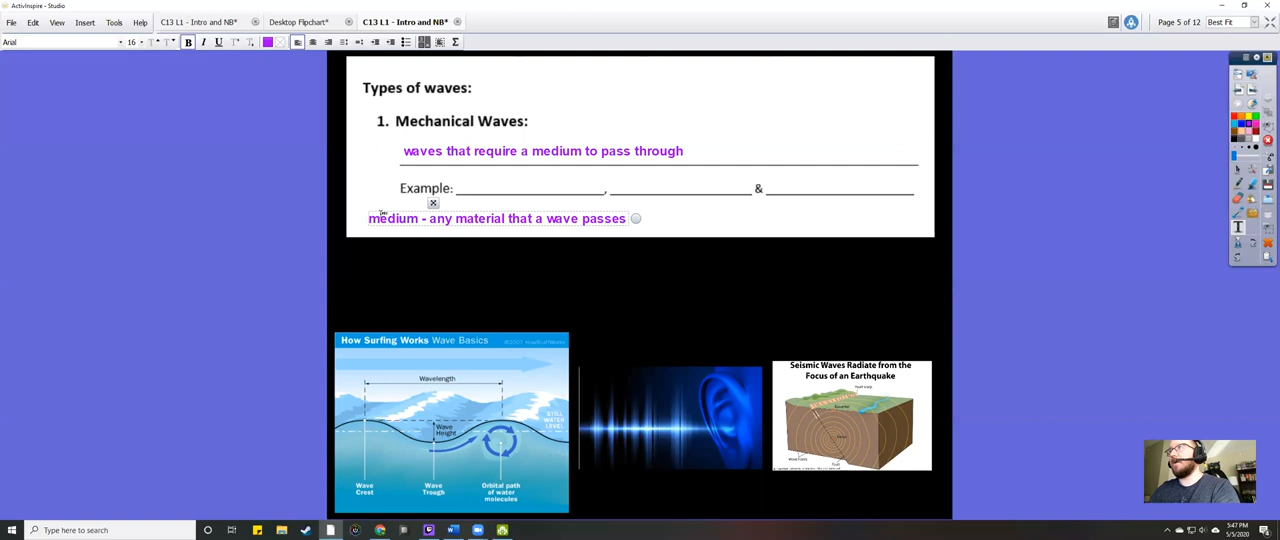 ActivInspire - Studio
File Edit View Insert Tools Help C13 L1 - Intro and NB* Desktop Flipchart* C13 L1 - Intro and NB* Page 5 of 12 Best Fit
Arial 16 B I U
Types of waves:
1. Mechanical Waves:
waves that require a medium to pass through
Example: , &
medium - any material that a wave passes
How Surfing Works Wave Basics
Wavelength
Wave Height
STILL WATER LEVEL
Wave Crest
Wave Trough
Orbital path of water molecules
Seismic Waves Radiate from the
Focus of an Earthquake
Type here to search
5:47 PM
5/5/2020